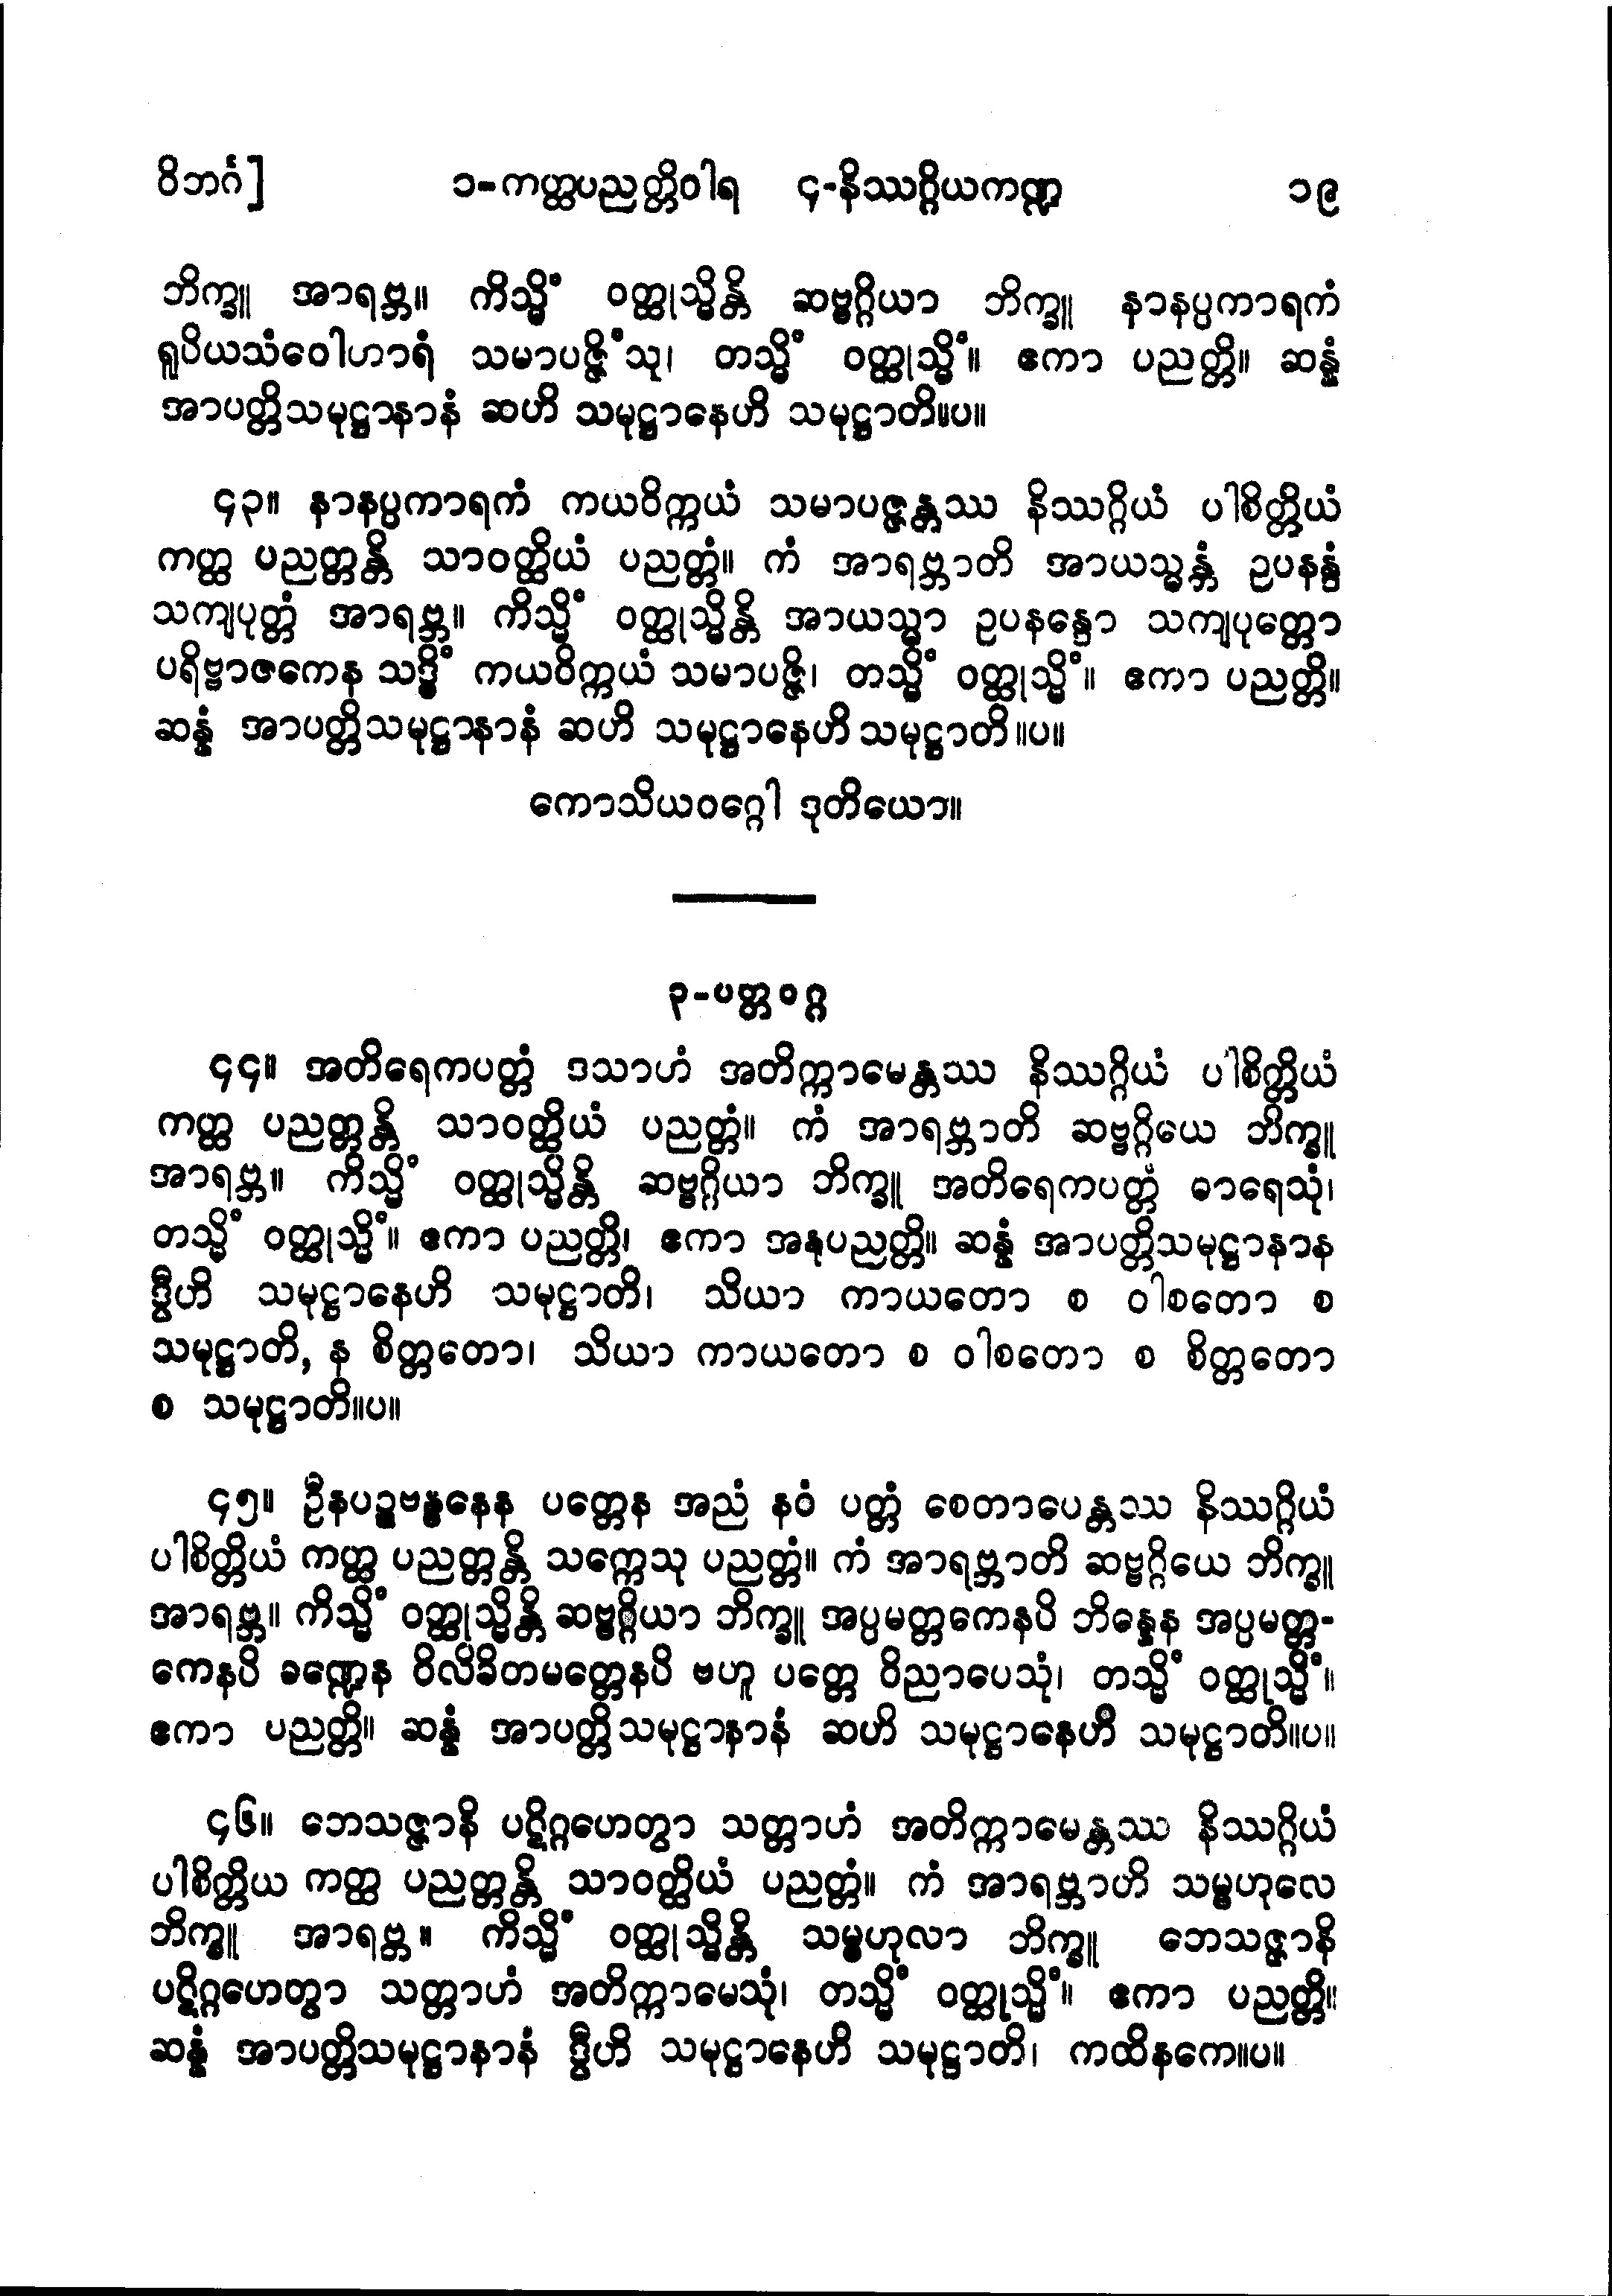 ဝိဘင်္ဂ] ၁-ကတ္ထပညတ္တိဝါရ ၄-နိဿဂ္ဂိယကဏ္ဍ ၁၉
ဘိက္ခူ အာရဗ္ဘ။ ကိသ္မိံ ဝတ္ထုသ္မိန္တိ ဆဗ္ဗဂ္ဂိယာ ဘိက္ခူ နာနပ္ပကာရကံ
ရူပိယသံဝေါဟာရံ သမာပဇ္ဇိံသု၊ တသ္မိံ ဝတ္ထုသ္မိံ။ ဧကာ ပညတ္တိ။ ဆန္နံ
အာပတ္တိသမုဋ္ဌာနာနံ ဆဟိ သမုဋ္ဌာနေဟိ သမုဋ္ဌာတိ။ပ။
၄၃။ နာနပ္ပကာရကံ ကယဝိက္ကယံ သမာပဇ္ဇန္တဿ နိဿဂ္ဂိယံ ပါစိတ္တိယံ
ကတ္ထ ပညတ္တန္တိ သာဝတ္ထိယံ ပညတ္တံ။ ကံ အာရဗ္ဘာတိ အာယသ္မန္တံ ဥပနန္ဒံ
သကျပုတ္တံ အာရဗ္ဘ။ ကိသ္မိံ ဝတ္ထုသ္မိန္တိ အာယသ္မာ ဥပနန္ဒော သကျပုတ္တော
ပရိဗ္ဗာဇကေန သဒ္ဓိံ ကယဝိက္ကယံ သမာပဇ္ဇိ၊ တသ္မိံ ဝတ္ထုသ္မိံ။ ဧကာ ပညတ္တိ။
ဆန္နံ အာပတ္တိသမုဋ္ဌာနာနံ ဆဟိ သမုဋ္ဌာနေဟိ သမုဋ္ဌာတိ။ပ။
ကောသိယဝဂ္ဂေါ ဒုတိယော။
၃-ပတ္တဝဂ္ဂ
၄၄။ အတိရေကပတ္တံ ဒသာဟံ အတိက္ကာမေန္တဿ နိဿဂ္ဂိယံ ပါစိတ္တိယံ
ကတ္ထ ပညတ္တန္တိ သာဝတ္ထိယံ ပညတ္တံ။ ကံ အာရဗ္ဘာတိ ဆဗ္ဗဂ္ဂိယေ ဘိက္ခူ
အာရဗ္ဘ။ ကိသ္မိံ ဝတ္ထုသ္မိန္တိ ဆဗ္ဗဂ္ဂိယာ ဘိက္ခူ အတိရေကပတ္တံ ဓာရေသုံ၊
တသ္မိံ ဝတ္ထုသ္မိံ။ ဧကာ ပညတ္တိ၊ ဧကာ အနုပညတ္တိ။ ဆန္နံ အာပတ္တိသမုဋ္ဌာနာန
ဒွီဟိ သမုဋ္ဌာနေဟိ သမုဋ္ဌာတိ၊ သိယာ ကာယတော စ ဝါစတော စ
သမုဋ္ဌာတိ, န စိတ္တတော၊ သိယာ ကာယတော စ ဝါစတော စ စိတ္တတော
စ သမုဋ္ဌာတိ။ပ။
၄၅။ ဦနပဉ္စဗန္ဓနေန ပတ္တေန အညံ နဝံ ပတ္တံ စေတာပေန္တဿ နိဿဂ္ဂိယံ
ပါစိတ္တိယံ ကတ္ထ ပညတ္တန္တိ သက္ကေသု ပညတ္တံ။ ကံ အာရဗ္ဘာတိ ဆဗ္ဗဂ္ဂိယေ ဘိက္ခူ
အာရဗ္ဘ။ ကိသ္မိံ ဝတ္ထုသ္မိန္တိ ဆဗ္ဗဂ္ဂိယာ ဘိက္ခူ အပ္ပမတ္တကေနပိ ဘိန္နေန အပ္ပမတ္တ-
ကေနပိ ခဏ္ဍေန ဝိလိခိတမတ္တေနပိ ဗဟူ ပတ္တေ ဝိညာပေသုံ၊ တသ္မိံ ဝတ္ထုသ္မိံ။
ဧကာ ပညတ္တိ။ ဆန္နံ အာပတ္တိသမုဋ္ဌာနာနံ ဆဟိ သမုဋ္ဌာနေဟိ သမုဋ္ဌာတိ။ပ။
၄၆။ ဘေသဇ္ဇာနိ ပဋိဂ္ဂဟေတွာ သတ္တာဟံ အတိက္ကာမေန္တဿ နိဿဂ္ဂိယံ
ပါစိတ္တိယ ကတ္ထ ပညတ္တန္တိ သာဝတ္ထိယံ ပညတ္တံ။ ကံ အာရဗ္ဘာဟိ သမ္ဗဟုလေ
ဘိက္ခူ အာရဗ္ဘ။ ကိသ္မိံ ဝတ္ထုသ္မိန္တိ သမ္ဗဟုလာ ဘိက္ခူ ဘေသဇ္ဇာနိ
ပဋိဂ္ဂဟေတွာ သတ္တာဟံ အတိက္ကာမေသုံ၊ တသ္မိံ ဝတ္ထုသ္မိံ။ ဧကာ ပညတ္တိ။
ဆန္နံ အာပတ္တိသမုဋ္ဌာနာနံ ဒွီဟိ သမုဋ္ဌာနေဟိ သမုဋ္ဌာတိ၊ ကထိနကေ။ပ။